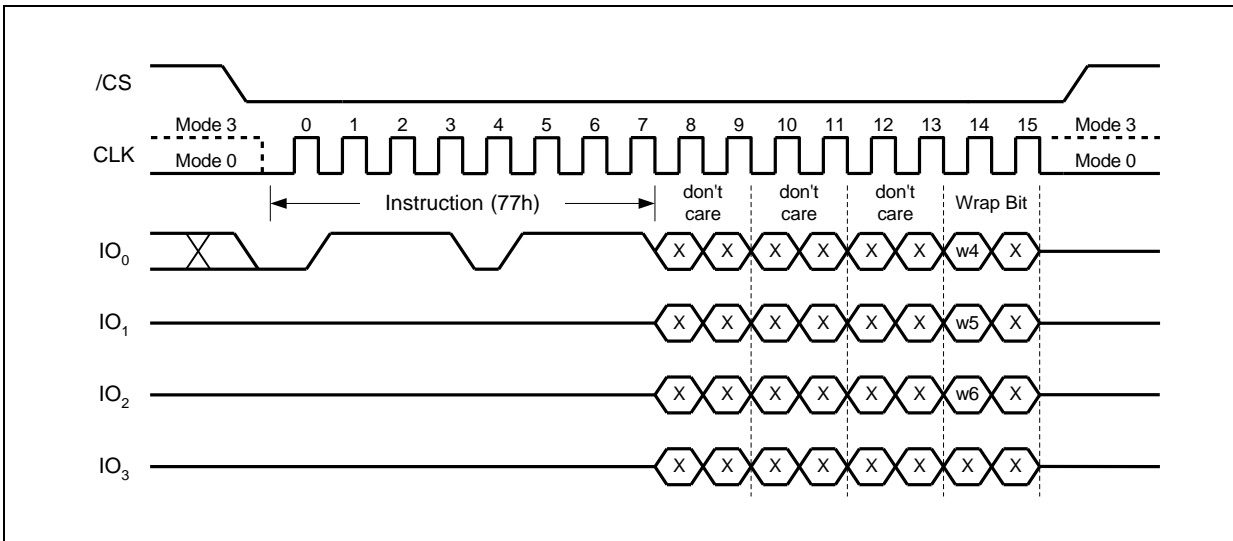 /CS
Mode 3 0 1 2 3 4 5 6 7 8 9 10 11 12 13 14 15 Mode 3
CLK Mode 0 Mode 0
Instruction (77h) don't care don't care don't care Wrap Bit
IO0 X X X X X X w4 X
IO1 X X X X X X w5 X
IO2 X X X X X X w6 X
IO3 X X X X X X X X